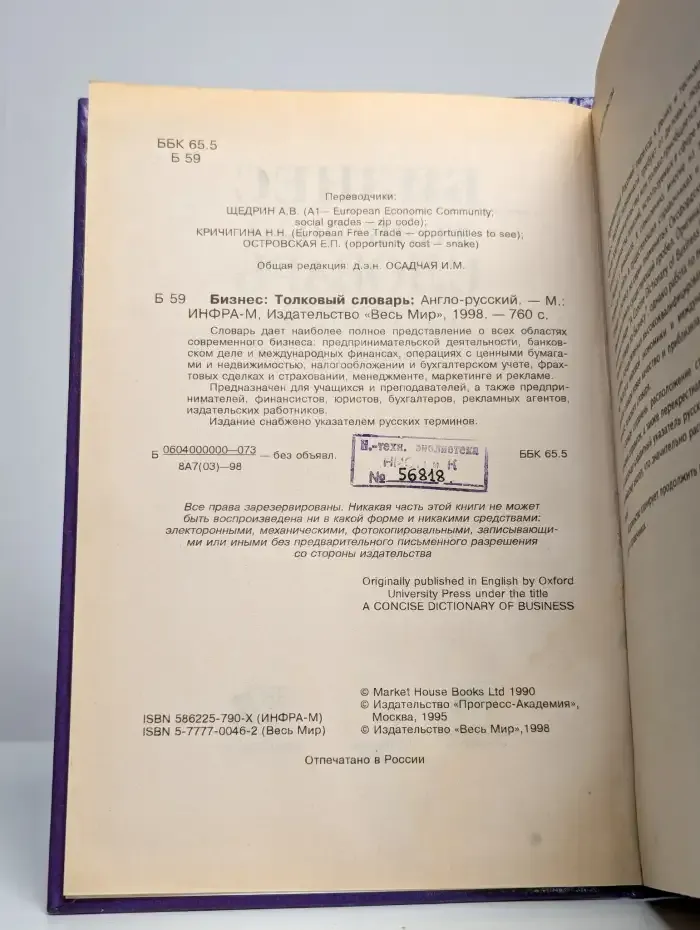 ББК 65.5
Б 59
Переводчики:
ЩЕДРИН А.В. (A1— European Economic Community;
social grades — zip code);
КРИЧИГИНА Н.Н. (European Free Trade — opportunities to see);
ОСТРОВСКАЯ Е.П. (opportunity cost — snake)
Общая редакция: д.э.н. ОСАДЧАЯ И.М.
Б 59 Бизнес: Толковый словарь: Англо-русский. — М.:
ИНФРА-М, Издательство «Весь Мир», 1998. — 760 с.
Словарь дает наиболее полное представление о всех областях
современного бизнеса: предпринимательской деятельности, банков-
ском деле и международных финансах, операциях с ценными бумага-
ми и недвижимостью, налогообложении и бухгалтерском учете, фрах-
товых сделках и страховании, менеджменте, маркетинге и рекламе.
Предназначен для учащихся и преподавателей, а также предпри-
нимателей, финансистов, юристов, бухгалтеров, рекламных агентов,
издательских работников.
Издание снабжено указателем русских терминов.
Б 0604000000—073 — без объявл. ББК 65.5
8А7(03)—98
Н.-техн. библиотека
№ 56818
Все права зарезервированы. Никакая часть этой книги не может
быть воспроизведена ни в какой форме и никакими средствами:
электоронными, механическими, фотокопировальными, записывающи-
ми или иными без предварительного письменного разрешения
со стороны издательства
Originally published in English by Oxford
University Press under the title
A CONCISE DICTIONARY OF BUSINESS
© Market House Books Ltd 1990
© Издательство «Прогресс-Академия»,
Москва, 1995
© Издательство «Весь Мир»,1998
ISBN 586225-790-X (ИНФРА-М)
ISBN 5-7777-0046-2 (Весь Мир)
Отпечатано в России